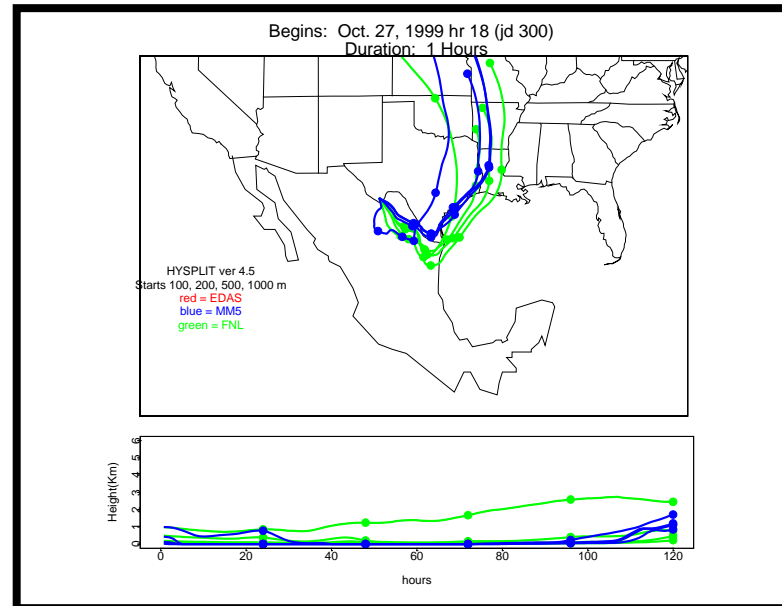 Begins: Oct. 27, 1999 hr 18 (jd 300)
Duration: 1 Hours
HYSPLIT ver 4.5
Starts 100, 200, 500, 1000 m
red = EDAS
blue = MM5
green = FNL
Height(Km)
0 1 2 3 4 5 6
0 20 40 60 80 100 120
hours